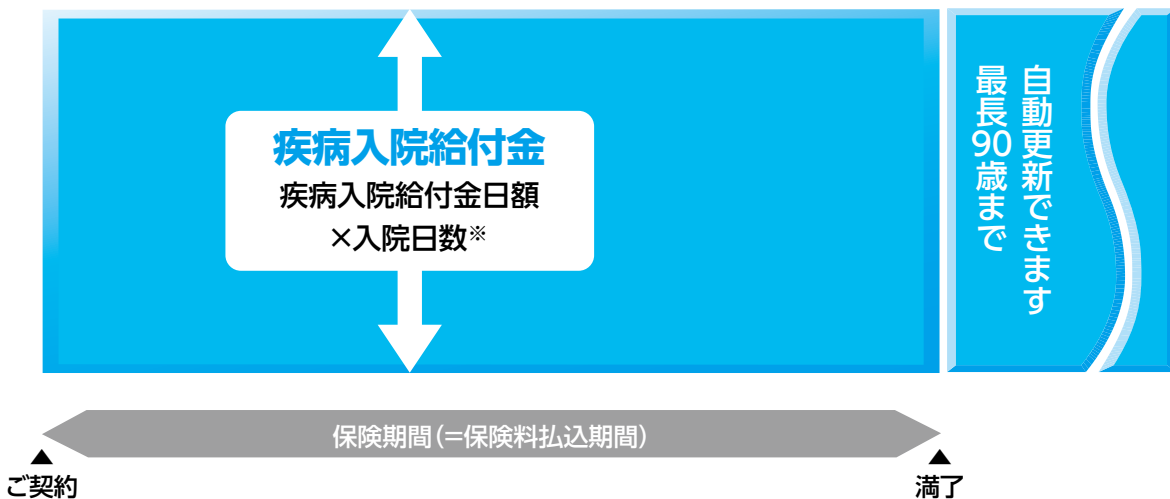 疾病入院給付金
疾病入院給付金日額
×入院日数※
自動更新できます
最長90歳まで
保険期間(=保険料払込期間)
▲
ご契約
▲
満了